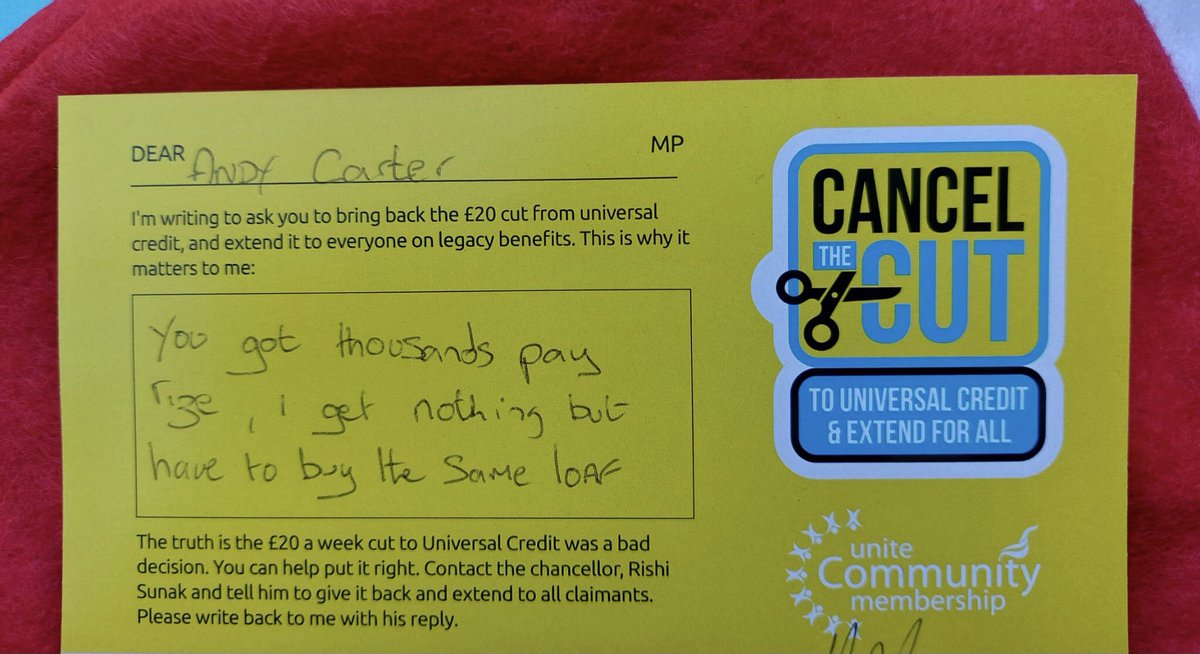 DEAR ANDY Carter MP
I'm writing to ask you to bring back the £20 cut from universal
credit, and extend it to everyone on legacy benefits. This is why it
matters to me:
You got thousands pay
rize, i get nothing but
have to buy the same loaf
The truth is the £20 a week cut to Universal Credit was a bad
decision. You can help put it right. Contact the chancellor, Rishi
Sunak and tell him to give it back and extend to all claimants.
Please write back to me with his reply.
CANCEL
THE
CUT
TO UNIVERSAL CREDIT
& EXTEND FOR ALL
unite
Community
membership